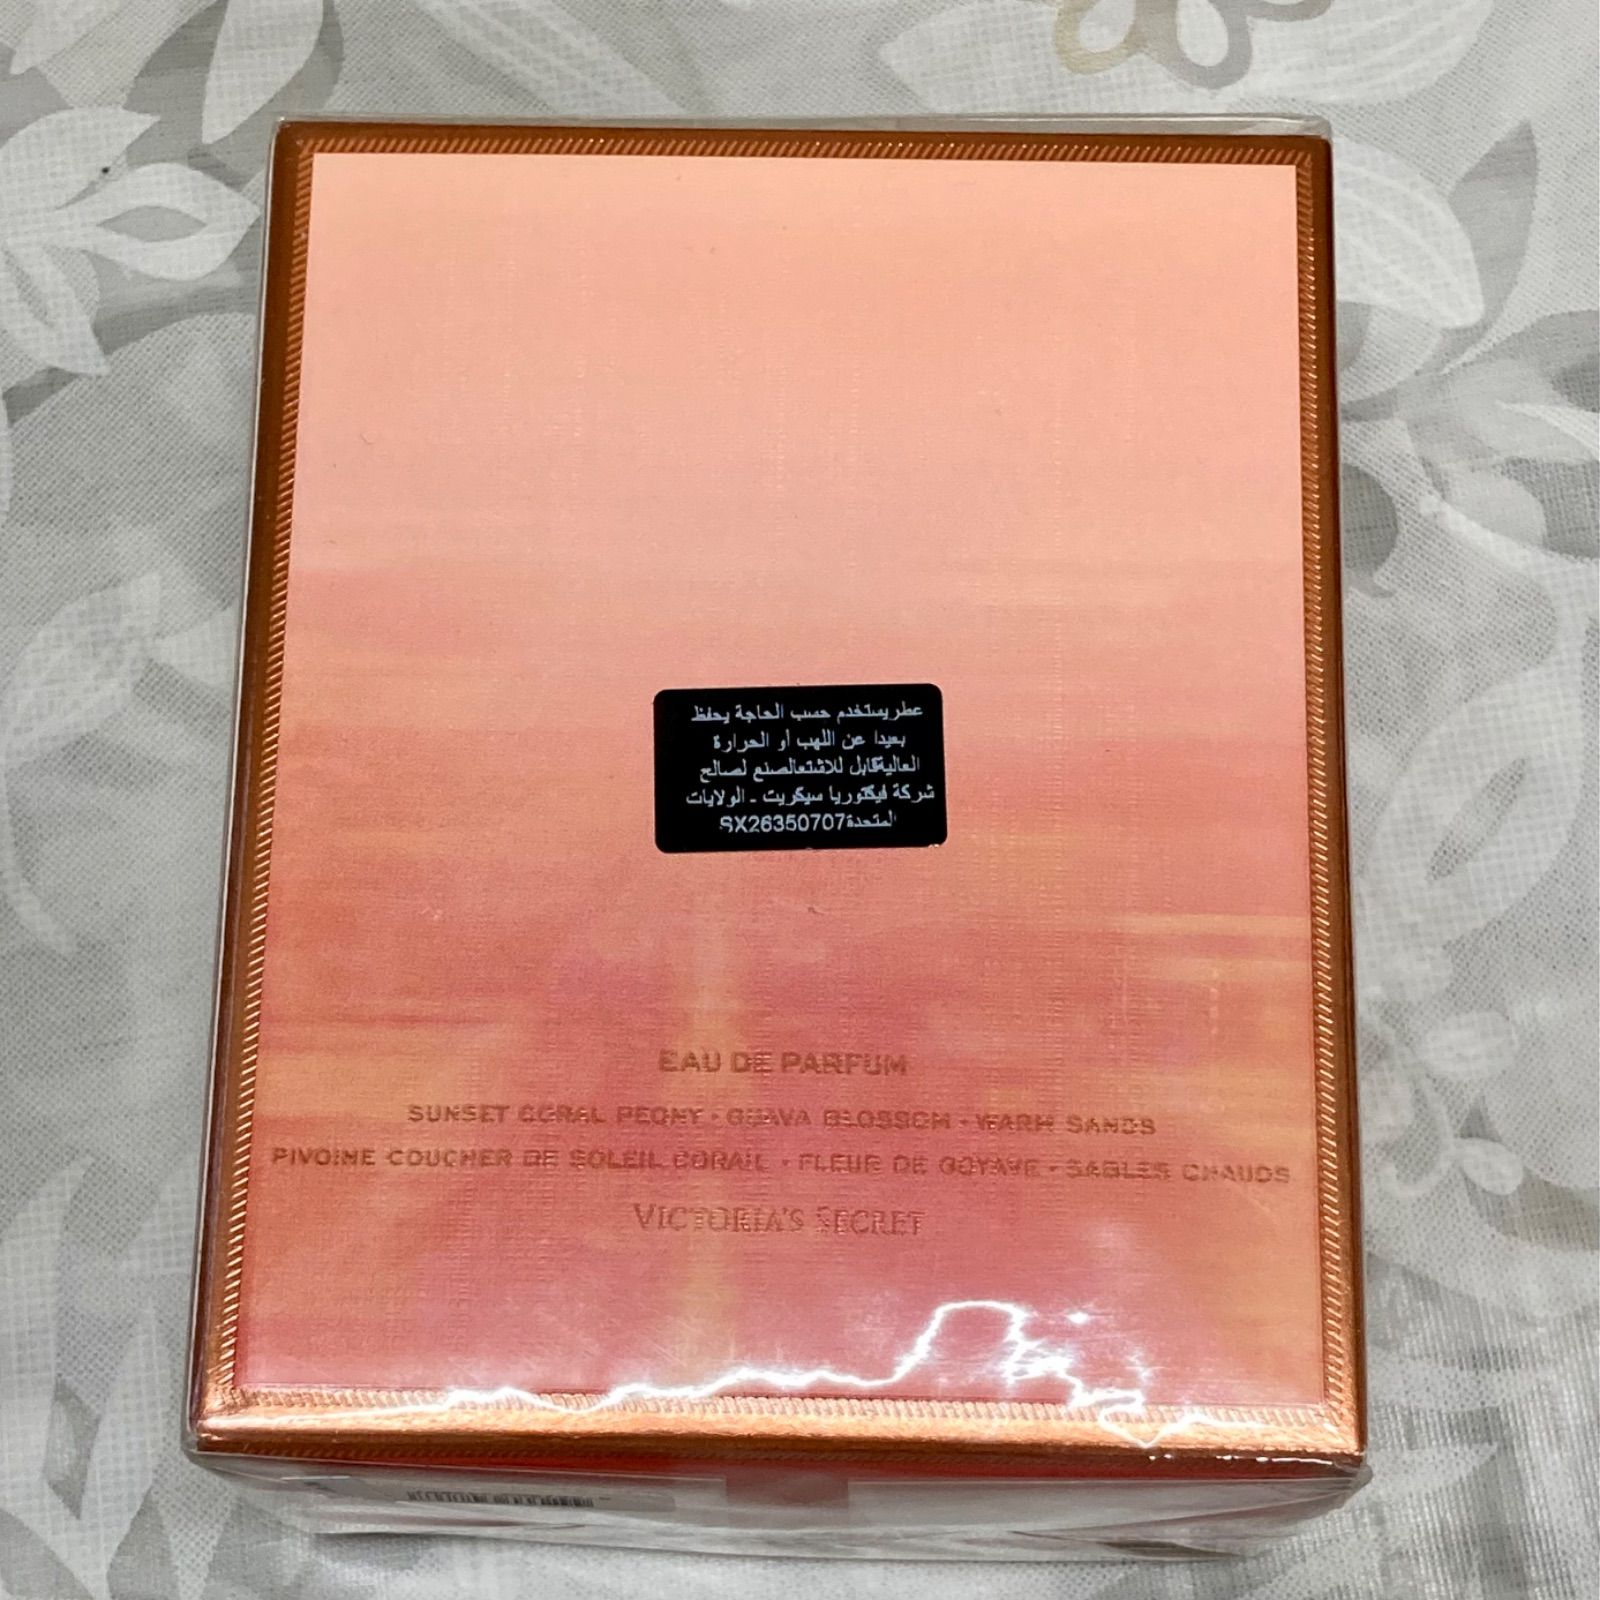 عطريستخدم حسب الحاجة يحفظ
بعيدا عن اللهب أو الحرارة
العاليةقابل للاشتعالصنع لصالح
شركة فيكتوريا سيكريت - الولايات
المتحدةSX26350707
EAU DE PARFUM
SUNSET CORAL PEONY • GUAVA BLOSSOM • WARM SANDS
PIVOINE COUCHER DE SOLEIL CORAIL • FLEUR DE GOYAVE • SABLES CHAUDS
VICTORIA'S SECRET